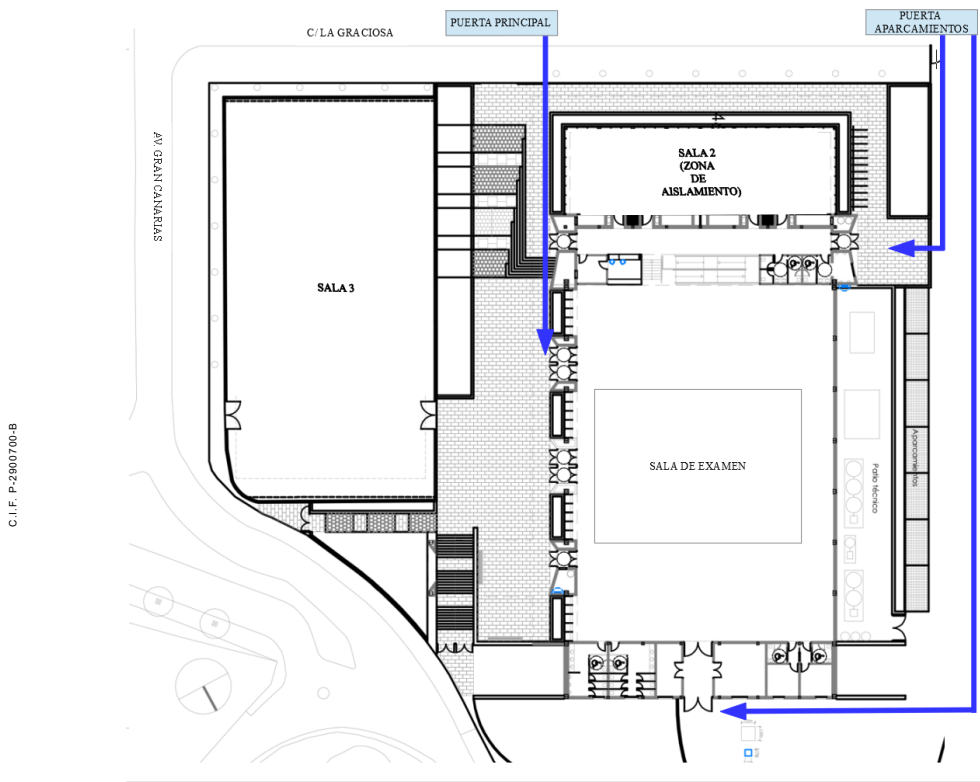 C/ LA GRACIOSA
PUERTA PRINCIPAL
PUERTA
APARCAMIENTOS
AV. GRAN CANARIAS
SALA 2
(ZONA
DE
AISLAMIENTO)
SALA 3
SALA DE EXAMEN
Aparcamientos
Patio técnico
C.I.F. P-2900700-B